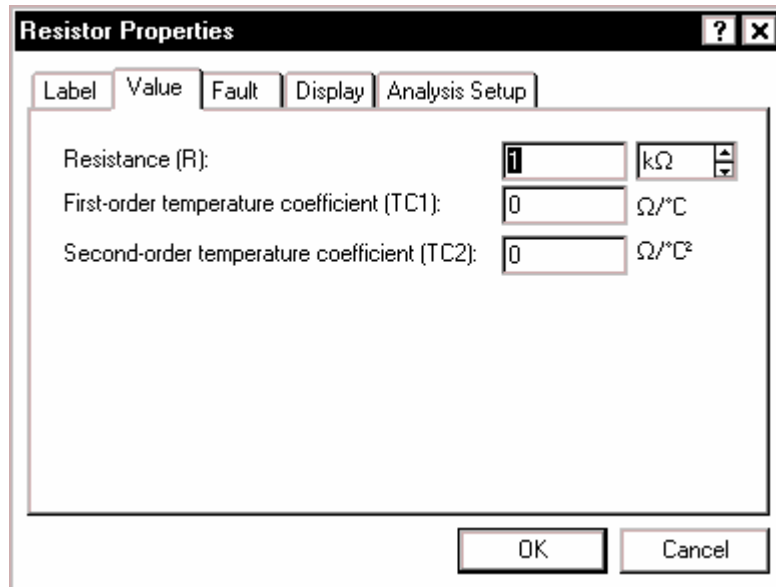 Resistor Properties ? ×
Label Value Fault Display Analysis Setup
Resistance (R): 1 kΩ
First-order temperature coefficient (TC1): 0 Ω/°C
Second-order temperature coefficient (TC2): 0 Ω/°C²
OK Cancel